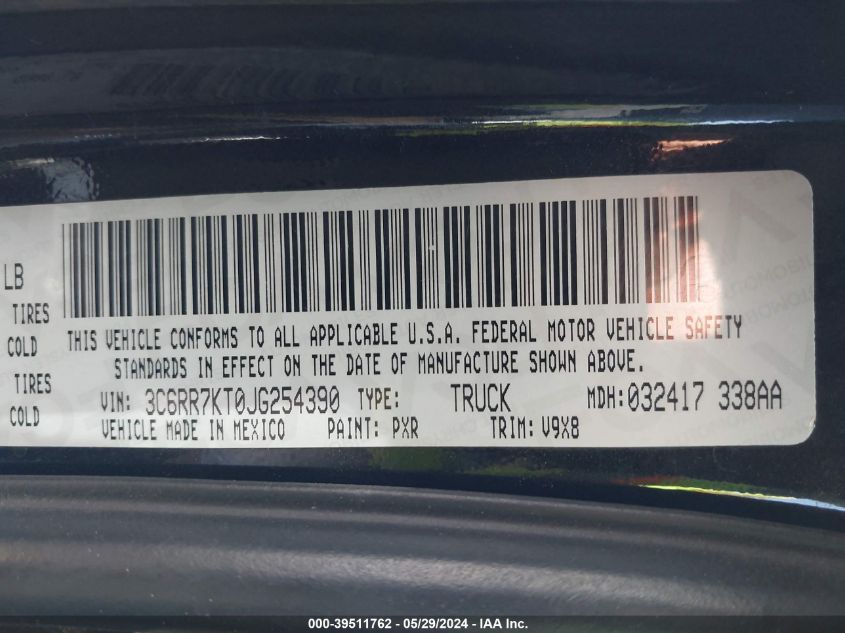 LB
TIRES
COLD
TIRES
COLD
THIS VEHICLE CONFORMS TO ALL APPLICABLE U.S.A. FEDERAL MOTOR VEHICLE SAFETY
STANDARDS IN EFFECT ON THE DATE OF MANUFACTURE SHOWN ABOVE.
VIN: 3C6RR7KT0JG254390 TYPE: TRUCK MDH:032417 338AA
VEHICLE MADE IN MEXICO PAINT: PXR TRIM: V9X8
000-39511762 - 05/29/2024 - IAA Inc.